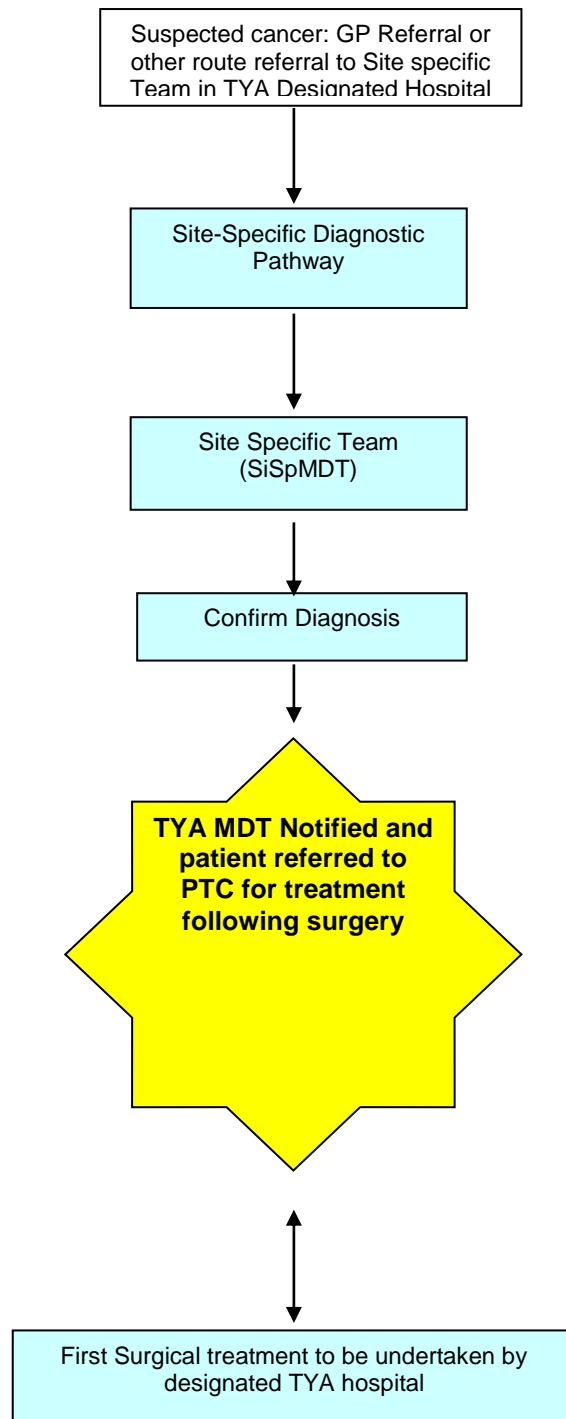 Suspected cancer: GP Referral or
other route referral to Site specific
Team in TYA Designated Hospital
Site-Specific Diagnostic
Pathway
Site Specific Team
(SiSpMDT)
Confirm Diagnosis
TYA MDT Notified and
patient referred to
PTC for treatment
following surgery
First Surgical treatment to be undertaken by
designated TYA hospital